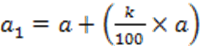 a₁ = a + (k/100 × a)